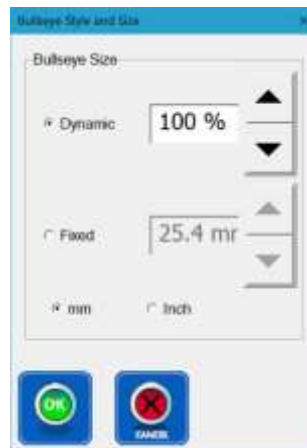 Bullseye Style and Size
Bullseye Size
Dynamic
100 %
Fixed
25.4 mr
mm
Inch
OK
CANCEL